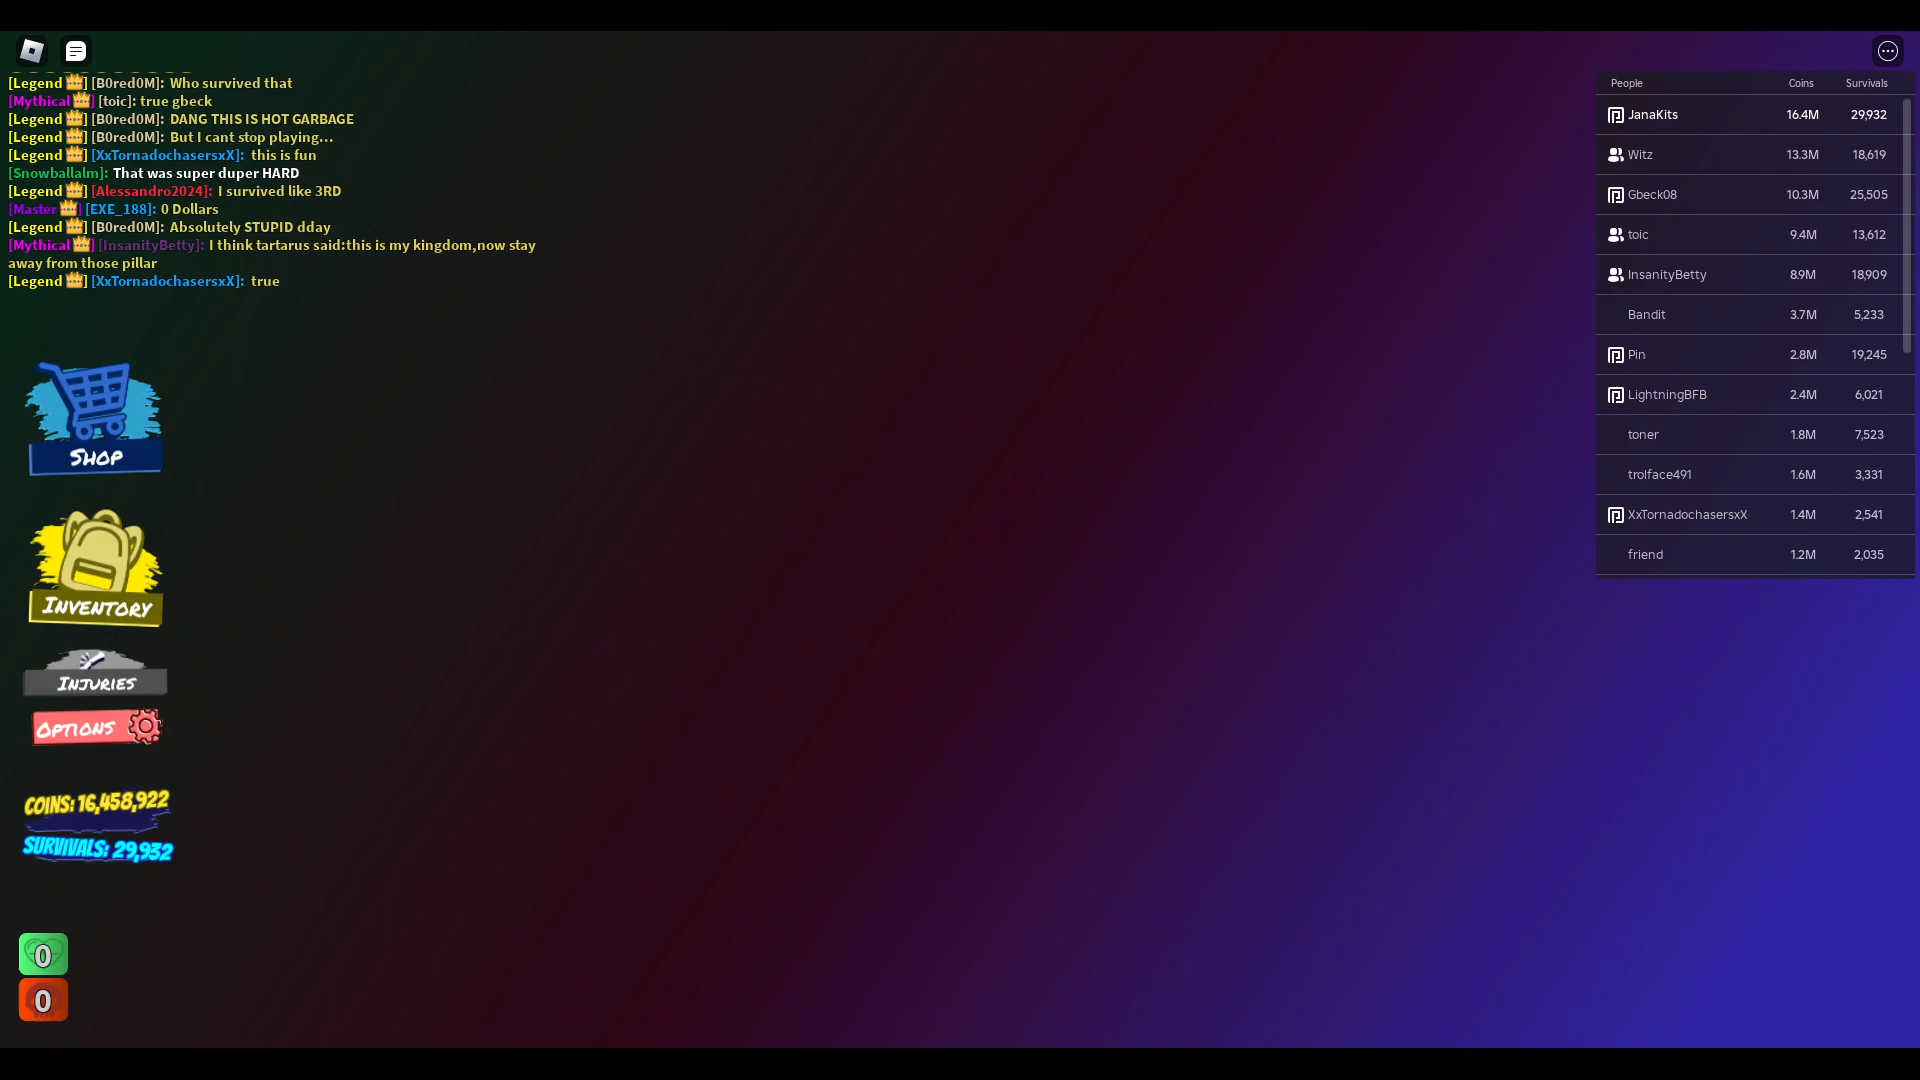 [Legend👑] [B0red0M]: Who survived that
[Mythical👑] [toic]: true gbeck
[Legend👑] [B0red0M]: DANG THIS IS HOT GARBAGE
[Legend👑] [B0red0M]: But I cant stop playing...
[Legend👑] [XxTornadochasersxX]: this is fun
[Snowballalm]: That was super duper HARD
[Legend👑] [Alessandro2024]: I survived like 3RD
[Master👑] [EXE_188]: 0 Dollars
[Legend👑] [B0red0M]: Absolutely STUPID dday
[Mythical👑] [InsanityBetty]: I think tartarus said:this is my kingdom,now stay
away from those pillar
[Legend👑] [XxTornadochasersxX]: true
SHOP
INVENTORY
INJURIES
OPTIONS
COINS: 16,458,922
SURVIVALS: 29,932
0
0
People Coins Survivals
JanaKits 16.4M 29,932
Witz 13.3M 18,619
Gbeck08 10.3M 25,505
toic 9.4M 13,612
InsanityBetty 8.9M 18,909
Bandit 3.7M 5,233
Pin 2.8M 19,245
LightningBFB 2.4M 6,021
toner 1.8M 7,523
trolface491 1.6M 3,331
XxTornadochasersxX 1.4M 2,541
friend 1.2M 2,035